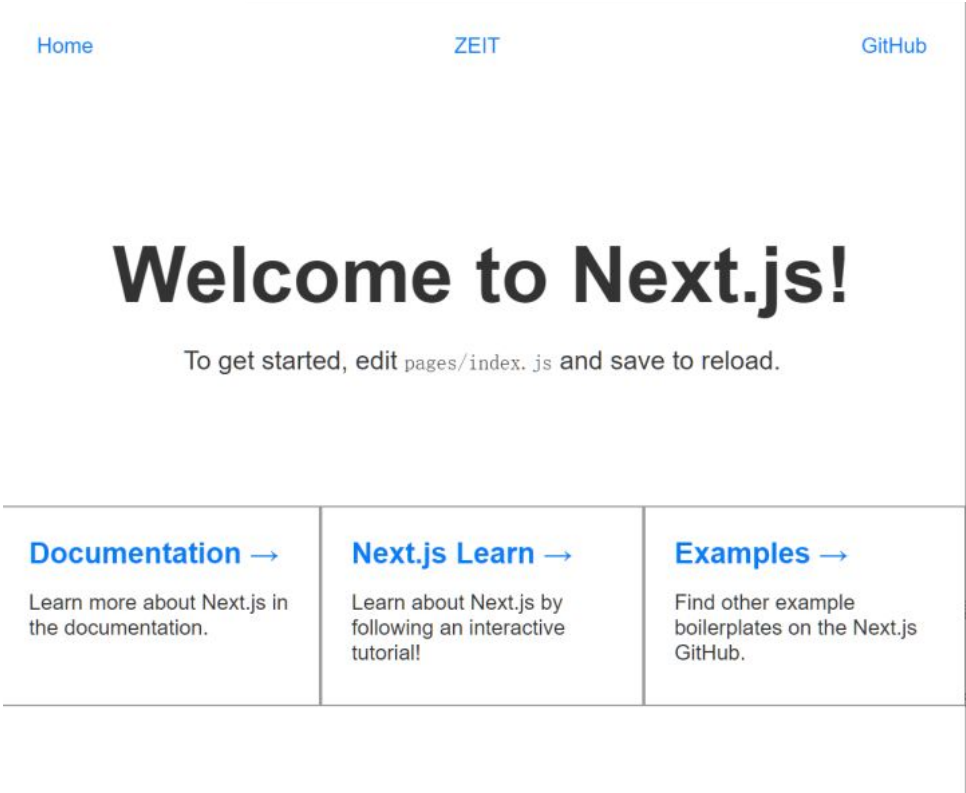 Home ZEIT GitHub
Welcome to Next.js!
To get started, edit pages/index.js and save to reload.
Documentation →
Learn more about Next.js in
the documentation.
Next.js Learn →
Learn about Next.js by
following an interactive
tutorial!
Examples →
Find other example
boilerplates on the Next.js
GitHub.